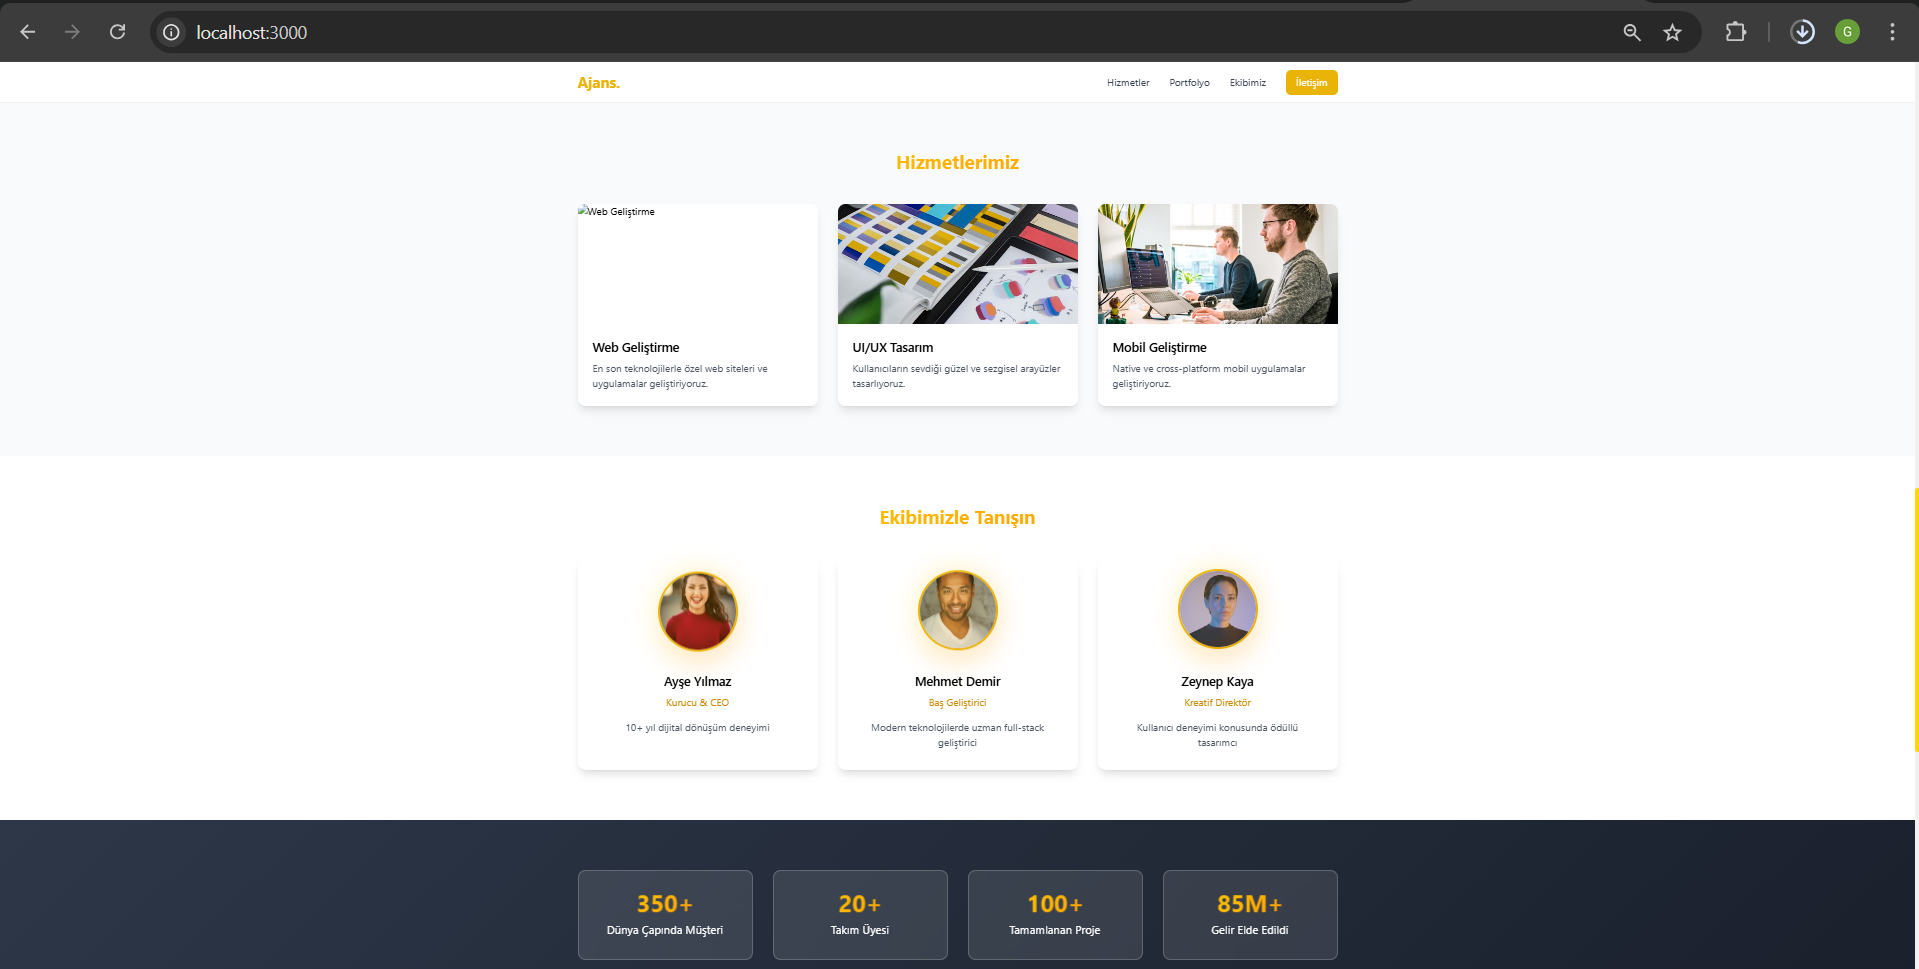 localhost:3000
G
Ajans.
Hizmetler
Portfolyo
Ekibimiz
İletişim
Hizmetlerimiz
Web Geliştirme
Web Geliştirme
En son teknolojilerle özel web siteleri ve
uygulamalar geliştiriyoruz.
UI/UX Tasarım
Kullanıcıların sevdiği güzel ve sezgisel arayüzler
tasarlıyoruz.
Mobil Geliştirme
Native ve cross-platform mobil uygulamalar
geliştiriyoruz.
Ekibimizle Tanışın
Ayşe Yılmaz
Kurucu & CEO
10+ yıl dijital dönüşüm deneyimi
Mehmet Demir
Baş Geliştirici
Modern teknolojilerde uzman full-stack
geliştirici
Zeynep Kaya
Kreatif Direktör
Kullanıcı deneyimi konusunda ödüllü
tasarımcı
350+
Dünya Çapında Müşteri
20+
Takım Üyesi
100+
Tamamlanan Proje
85M+
Gelir Elde Edildi